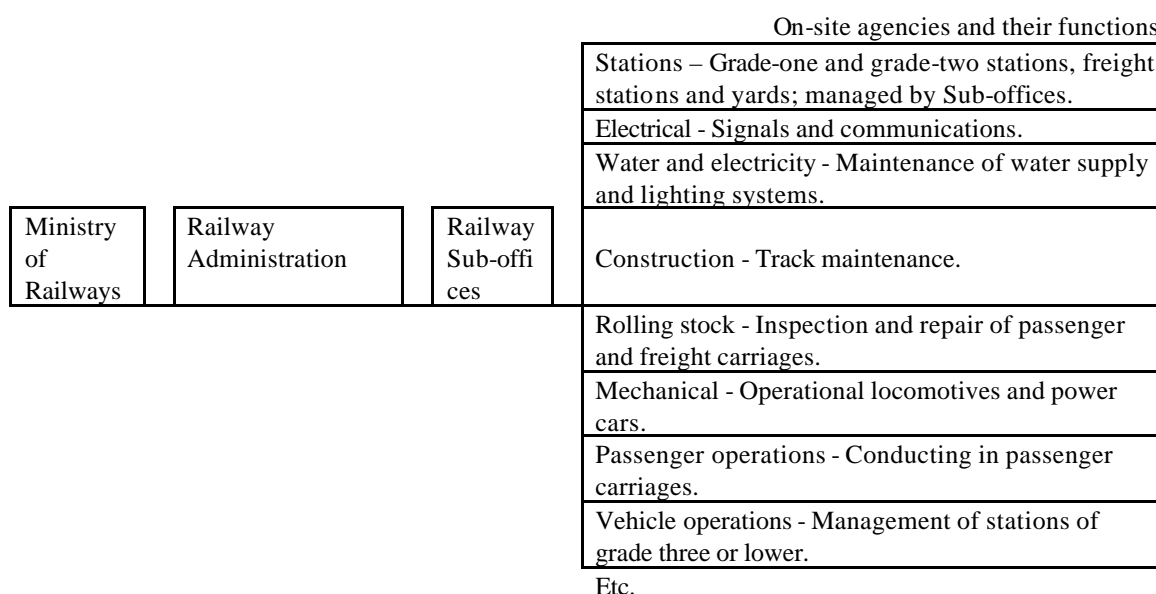 On-site agencies and their functions
Stations – Grade-one and grade-two stations, freight
stations and yards; managed by Sub-offices.
Electrical - Signals and communications.
Water and electricity - Maintenance of water supply
and lighting systems.
Ministry
of
Railways
Railway
Administration
Railway
Sub-offi
ces
Construction - Track maintenance.
Rolling stock - Inspection and repair of passenger
and freight carriages.
Mechanical - Operational locomotives and power
cars.
Passenger operations - Conducting in passenger
carriages.
Vehicle operations - Management of stations of
grade three or lower.
Etc.